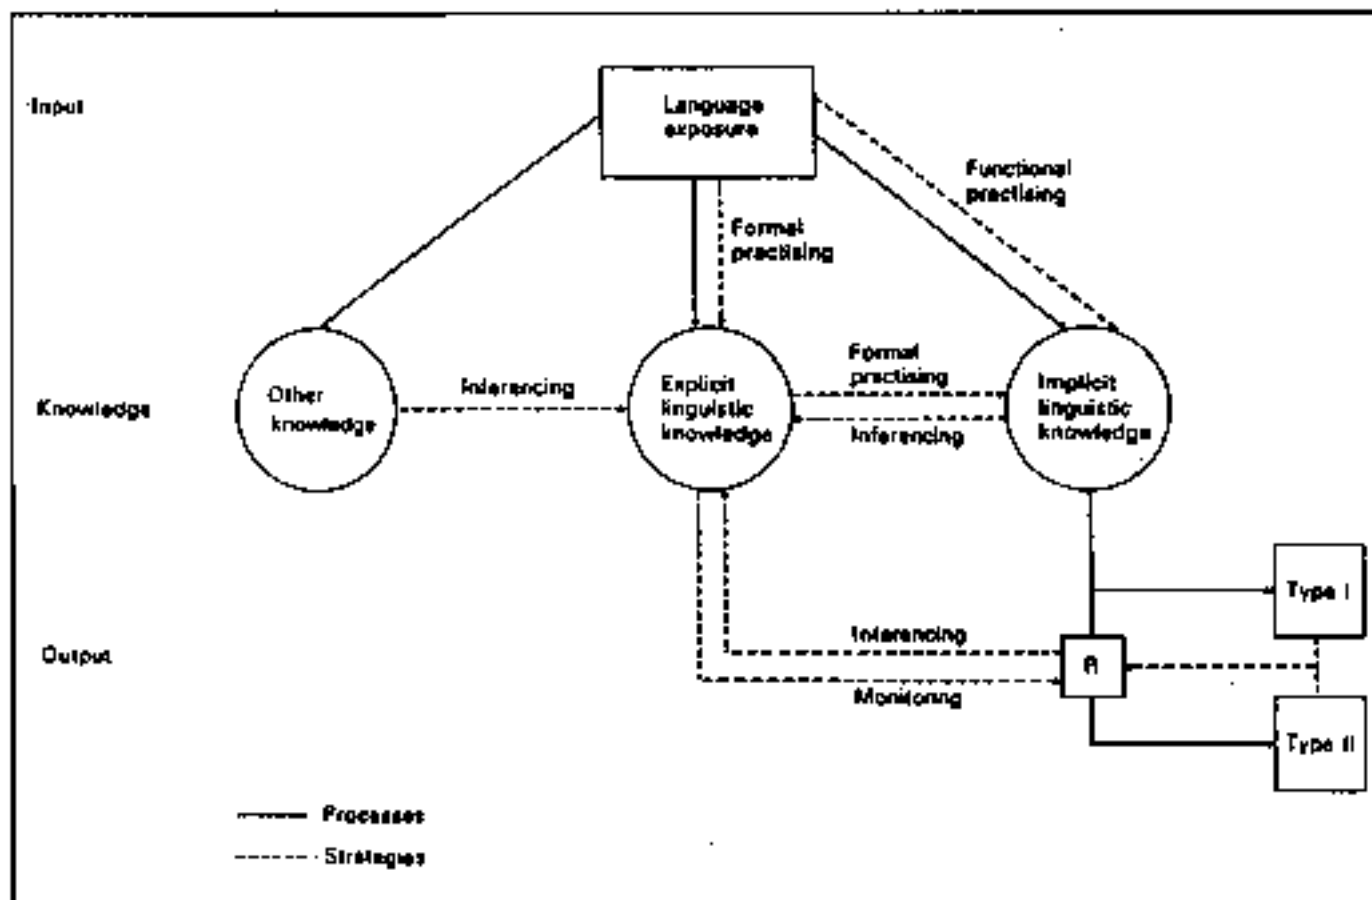 Input
Language
exposure
Functional
practising
Formal
practising
Knowledge
Other
knowledge
Inferencing
Explicit
linguistic
knowledge
Formal
practising
Inferencing
Implicit
linguistic
knowledge
Output
Inferencing
Monitoring
R
Type I
Type II
Processes
Strategies